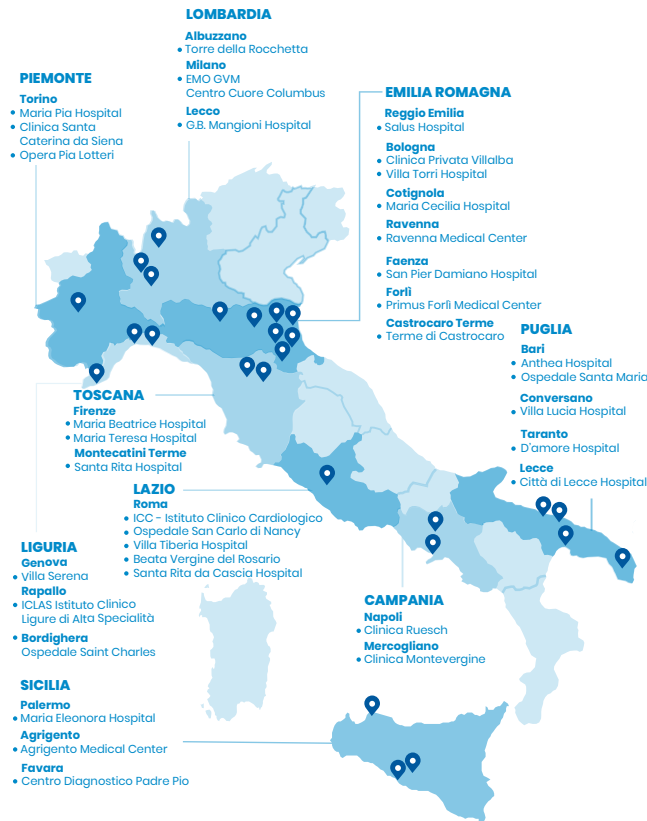 LOMBARDIA
Albuzzano
• Torre della Rocchetta
Milano
• EMO GVM
Centro Cuore Columbus
Lecco
• G.B. Mangioni Hospital
PIEMONTE
Torino
• Maria Pia Hospital
• Clinica Santa
Caterina da Siena
• Opera Pia Lotteri
EMILIA ROMAGNA
Reggio Emilia
• Salus Hospital
Bologna
• Clinica Privata Villalba
• Villa Torri Hospital
Cotignola
• Maria Cecilia Hospital
Ravenna
• Ravenna Medical Center
Faenza
• San Pier Damiano Hospital
Forlì
• Primus Forlì Medical Center
Castrocaro Terme
• Terme di Castrocaro
PUGLIA
Bari
• Anthea Hospital
• Ospedale Santa Maria
Conversano
• Villa Lucia Hospital
Taranto
• D'amore Hospital
Lecce
• Città di Lecce Hospital
TOSCANA
Firenze
• Maria Beatrice Hospital
• Maria Teresa Hospital
Montecatini Terme
• Santa Rita Hospital
LAZIO
Roma
• ICC - Istituto Clinico Cardiologico
• Ospedale San Carlo di Nancy
• Villa Tiberia Hospital
• Beata Vergine del Rosario
• Santa Rita da Cascia Hospital
LIGURIA
Genova
• Villa Serena
Rapallo
• ICLAS Istituto Clinico
Ligure di Alta Specialità
• Bordighera
Ospedale Saint Charles
CAMPANIA
Napoli
• Clinica Ruesch
Mercogliano
• Clinica Montevergine
SICILIA
Palermo
• Maria Eleonora Hospital
Agrigento
• Agrigento Medical Center
Favara
• Centro Diagnostico Padre Pio